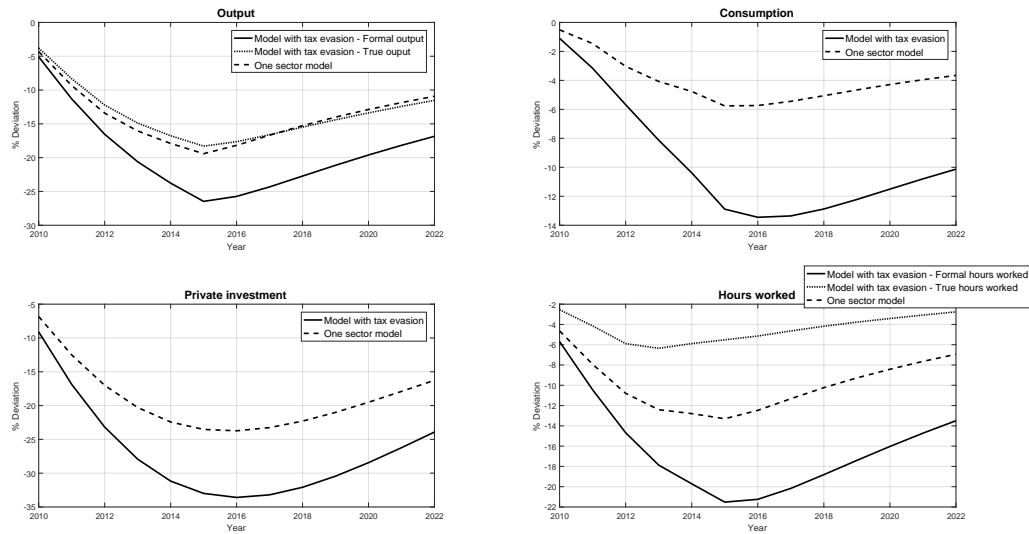 Output
0
-5
-10
-15
-20
-25
-30
% Deviation
2010 2012 2014 2016 2018 2020 2022
Year
Model with tax evasion - Formal output
Model with tax evasion - True ouput
One sector model
Consumption
0
-2
-4
-6
-8
-10
-12
-14
% Deviation
2010 2012 2014 2016 2018 2020 2022
Year
Model with tax evasion
One sector model
Private investment
-5
-10
-15
-20
-25
-30
-35
% Deviation
2010 2012 2014 2016 2018 2020 2022
Year
Model with tax evasion
One sector model
Hours worked
-2
-4
-6
-8
-10
-12
-14
-16
-18
-20
-22
% Deviation
2010 2012 2014 2016 2018 2020 2022
Year
Model with tax evasion - Formal hours worked
Model with tax evasion - True hours worked
One sector model